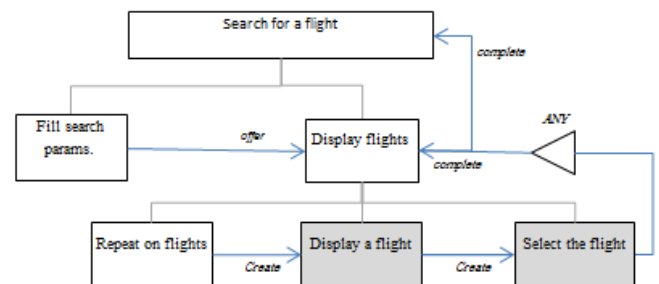 Search for a flight
complete
Fill search
params.
offer
Display flights
ANY
complete
Repeat on flights
Create
Display a flight
Create
Select the flight